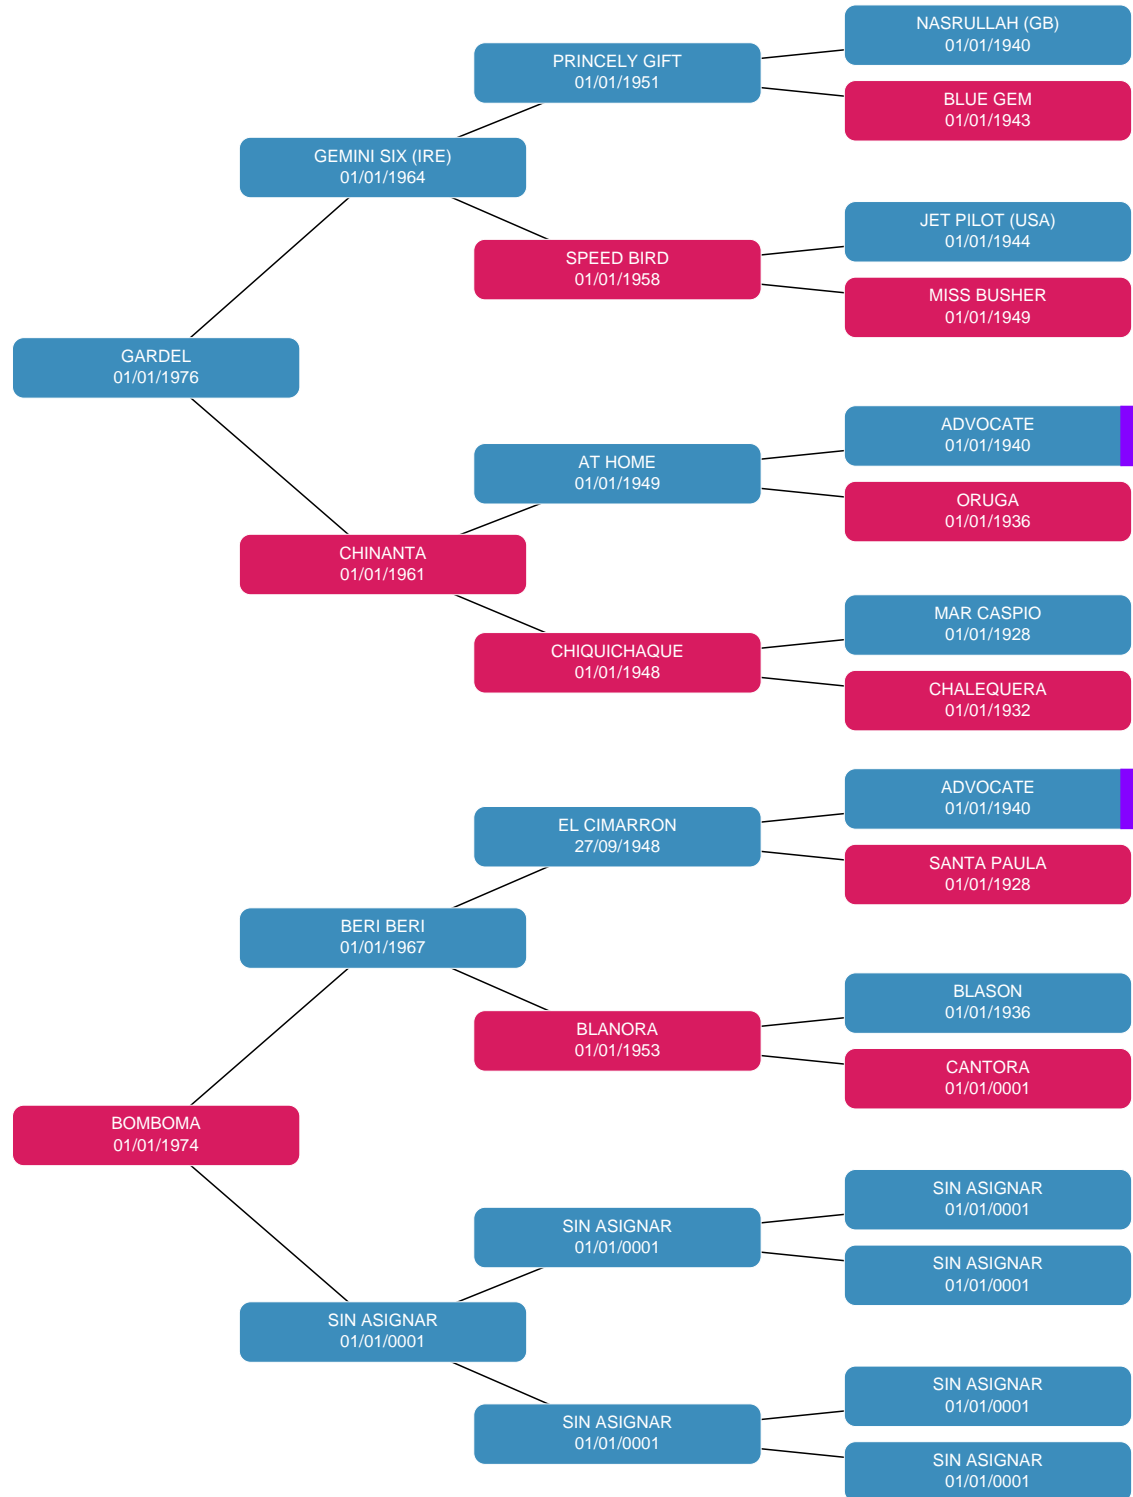 NASRULLAH (GB)
01/01/1940
PRINCELY GIFT
01/01/1951
BLUE GEM
01/01/1943
GEMINI SIX (IRE)
01/01/1964
JET PILOT (USA)
01/01/1944
SPEED BIRD
01/01/1958
MISS BUSHER
01/01/1949
GARDEL
01/01/1976
ADVOCATE
01/01/1940
AT HOME
01/01/1949
ORUGA
01/01/1936
CHINANTA
01/01/1961
MAR CASPIO
01/01/1928
CHIQUICHAQUE
01/01/1948
CHALEQUERA
01/01/1932
ADVOCATE
01/01/1940
EL CIMARRON
27/09/1948
SANTA PAULA
01/01/1928
BERI BERI
01/01/1967
BLASON
01/01/1936
BLANORA
01/01/1953
CANTORA
01/01/0001
BOMBOMA
01/01/1974
SIN ASIGNAR
01/01/0001
SIN ASIGNAR
01/01/0001
SIN ASIGNAR
01/01/0001
SIN ASIGNAR
01/01/0001
SIN ASIGNAR
01/01/0001
SIN ASIGNAR
01/01/0001
SIN ASIGNAR
01/01/0001